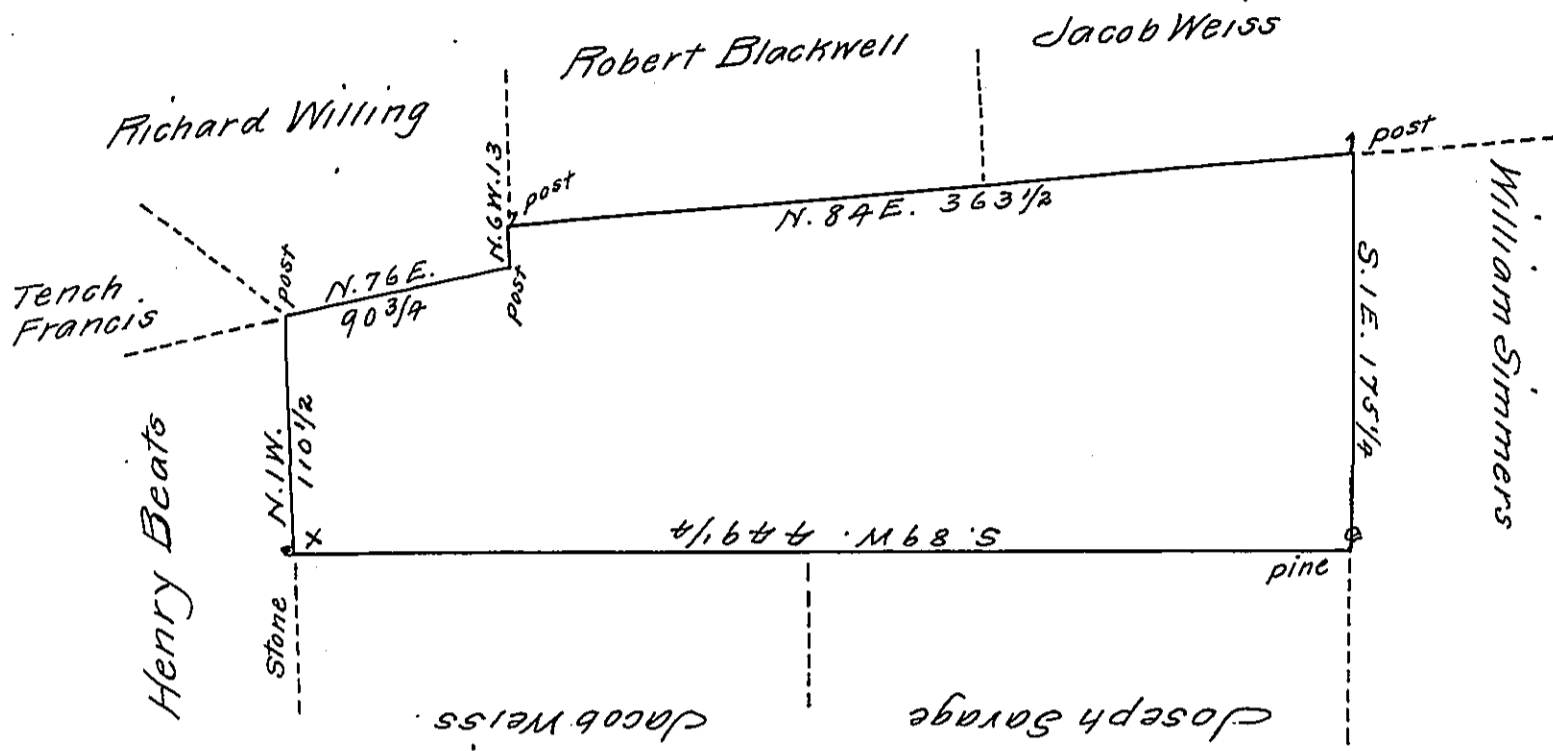 Jacob Weiss
Robert Blackwell
Richard Willing
post
N.6W.13
post
N.84E. 363 1/2
William Simmers
S.1E. 175 1/4
Tench
Francis
post
N.76E.
90 3/4
post
Henry Beats
N.1W.
110 1/2
X
S.89W. 449 1/4
pine
Stone
Jacob Weiss
Joseph Savage